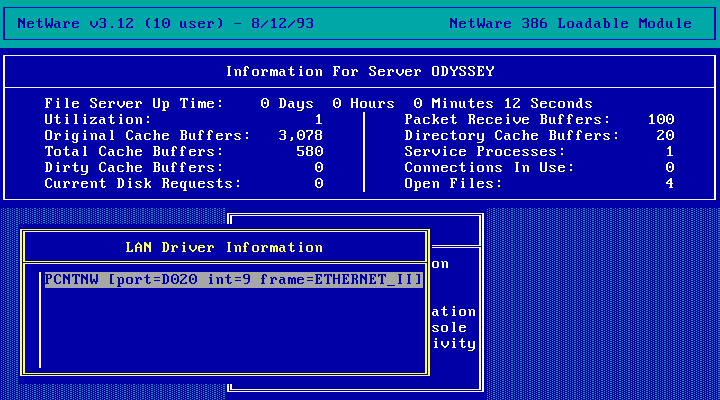 NetWare v3.12 (10 user) - 8/12/93 NetWare 386 Loadable Module
Information For Server ODYSSEY
File Server Up Time: 0 Days 0 Hours 0 Minutes 12 Seconds
Utilization: 1 Packet Receive Buffers: 100
Original Cache Buffers: 3,078 Directory Cache Buffers: 20
Total Cache Buffers: 580 Service Processes: 1
Dirty Cache Buffers: 0 Connections In Use: 0
Current Disk Requests: 0 Open Files: 4
LAN Driver Information
on
PCNTNW [port=D020 int=9 frame=ETHERNET_II]
ation
sole
ivity